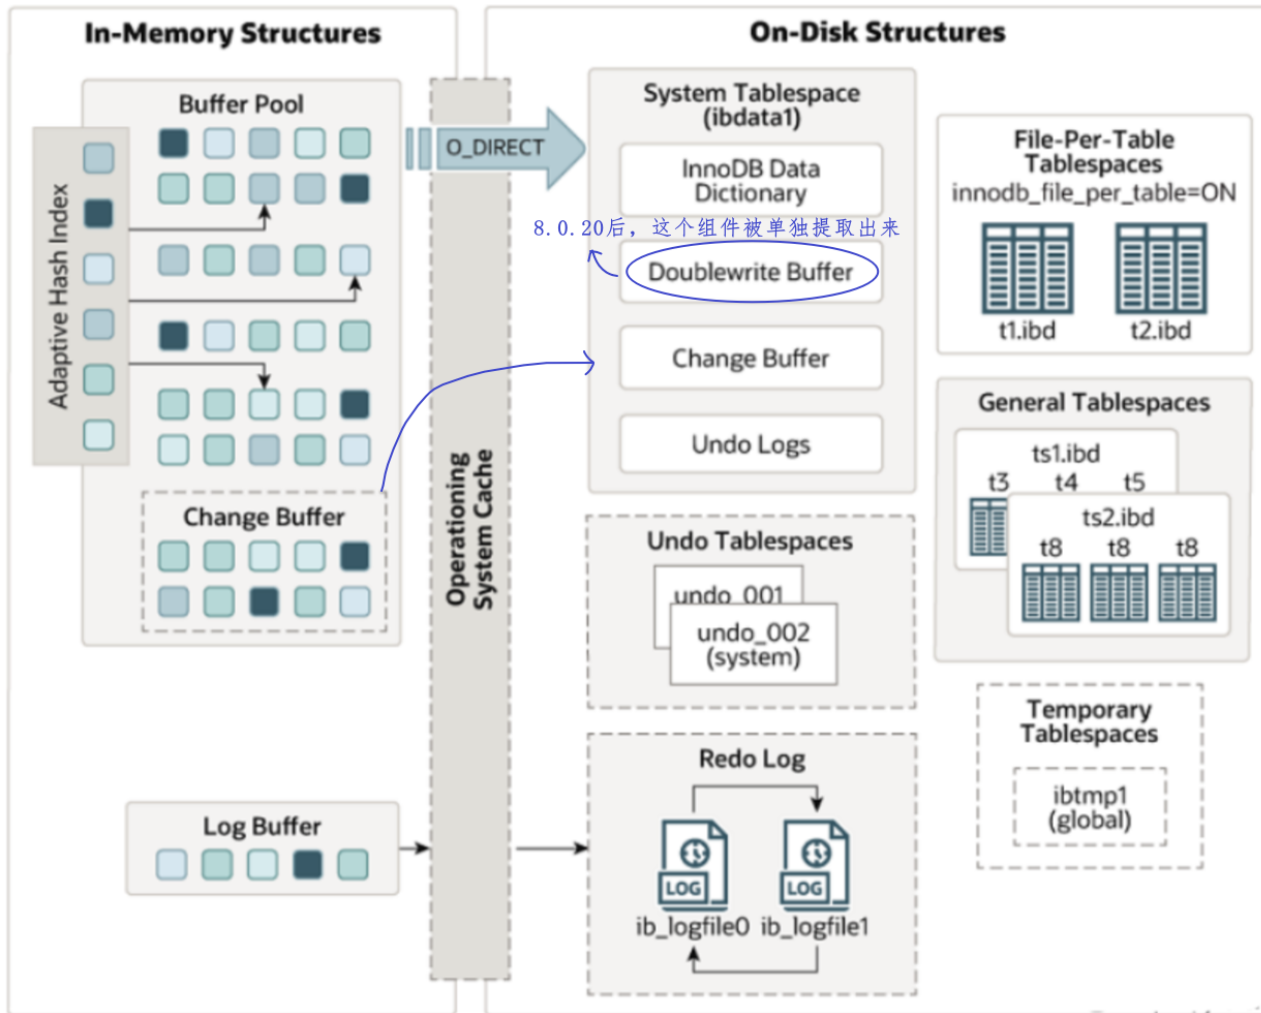 In-Memory Structures
Buffer Pool
Adaptive Hash Index
Change Buffer
Log Buffer
Operationing
System Cache
O_DIRECT
On-Disk Structures
System Tablespace
(ibdata1)
InnoDB Data
Dictionary
8.0.20后，这个组件被单独提取出来
Doublewrite Buffer
Change Buffer
Undo Logs
Undo Tablespaces
undo_001
undo_002
(system)
Redo Log
LOG
LOG
ib_logfile0 ib_logfile1
File-Per-Table
Tablespaces
innodb_file_per_table=ON
t1.ibd t2.ibd
General Tablespaces
ts1.ibd
t3 t4 t5
ts2.ibd
t8 t8 t8
Temporary
Tablespaces
ibtmp1
(global)